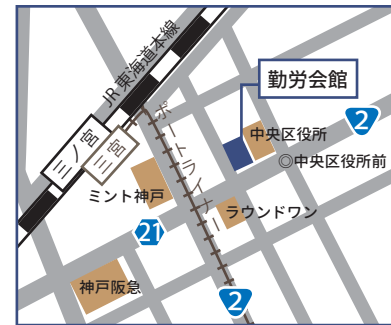 JR東海道本線
勤労会館
2
三ノ宮
三宮
ポートライナー
中央区役所
◎中央区役所前
ミント神戸
21
ラウンドワン
神戸阪急
2